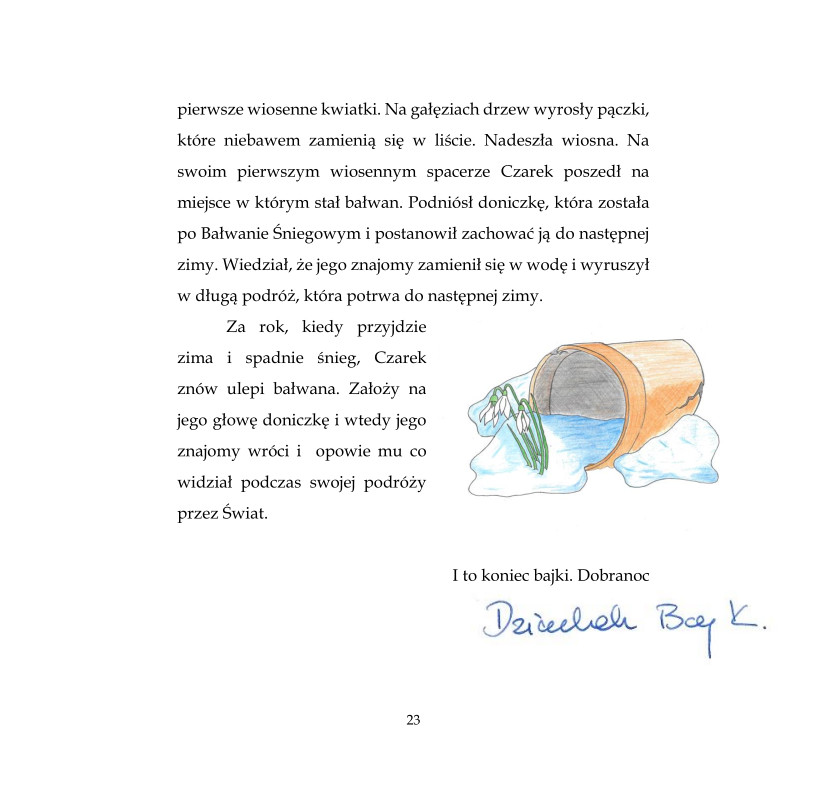 pierwsze wiosenne kwiatki. Na gałęziach drzew wyrosły pączki,
które niebawem zamienią się w liście. Nadeszła wiosna. Na
swoim pierwszym wiosennym spacerze Czarek poszedł na
miejsce w którym stał bałwan. Podniósł doniczkę, która została
po Bałwanie Śniegowym i postanowił zachować ją do następnej
zimy. Wiedział, że jego znajomy zamienił się w wodę i wyruszył
w długą podróż, która potrwa do następnej zimy.
Za rok, kiedy przyjdzie
zima i spadnie śnieg, Czarek
znów ulepi bałwana. Założy na
jego głowę doniczkę i wtedy jego
znajomy wróci i opowie mu co
widział podczas swojej podróży
przez Świat.
I to koniec bajki. Dobranoc
K.
23